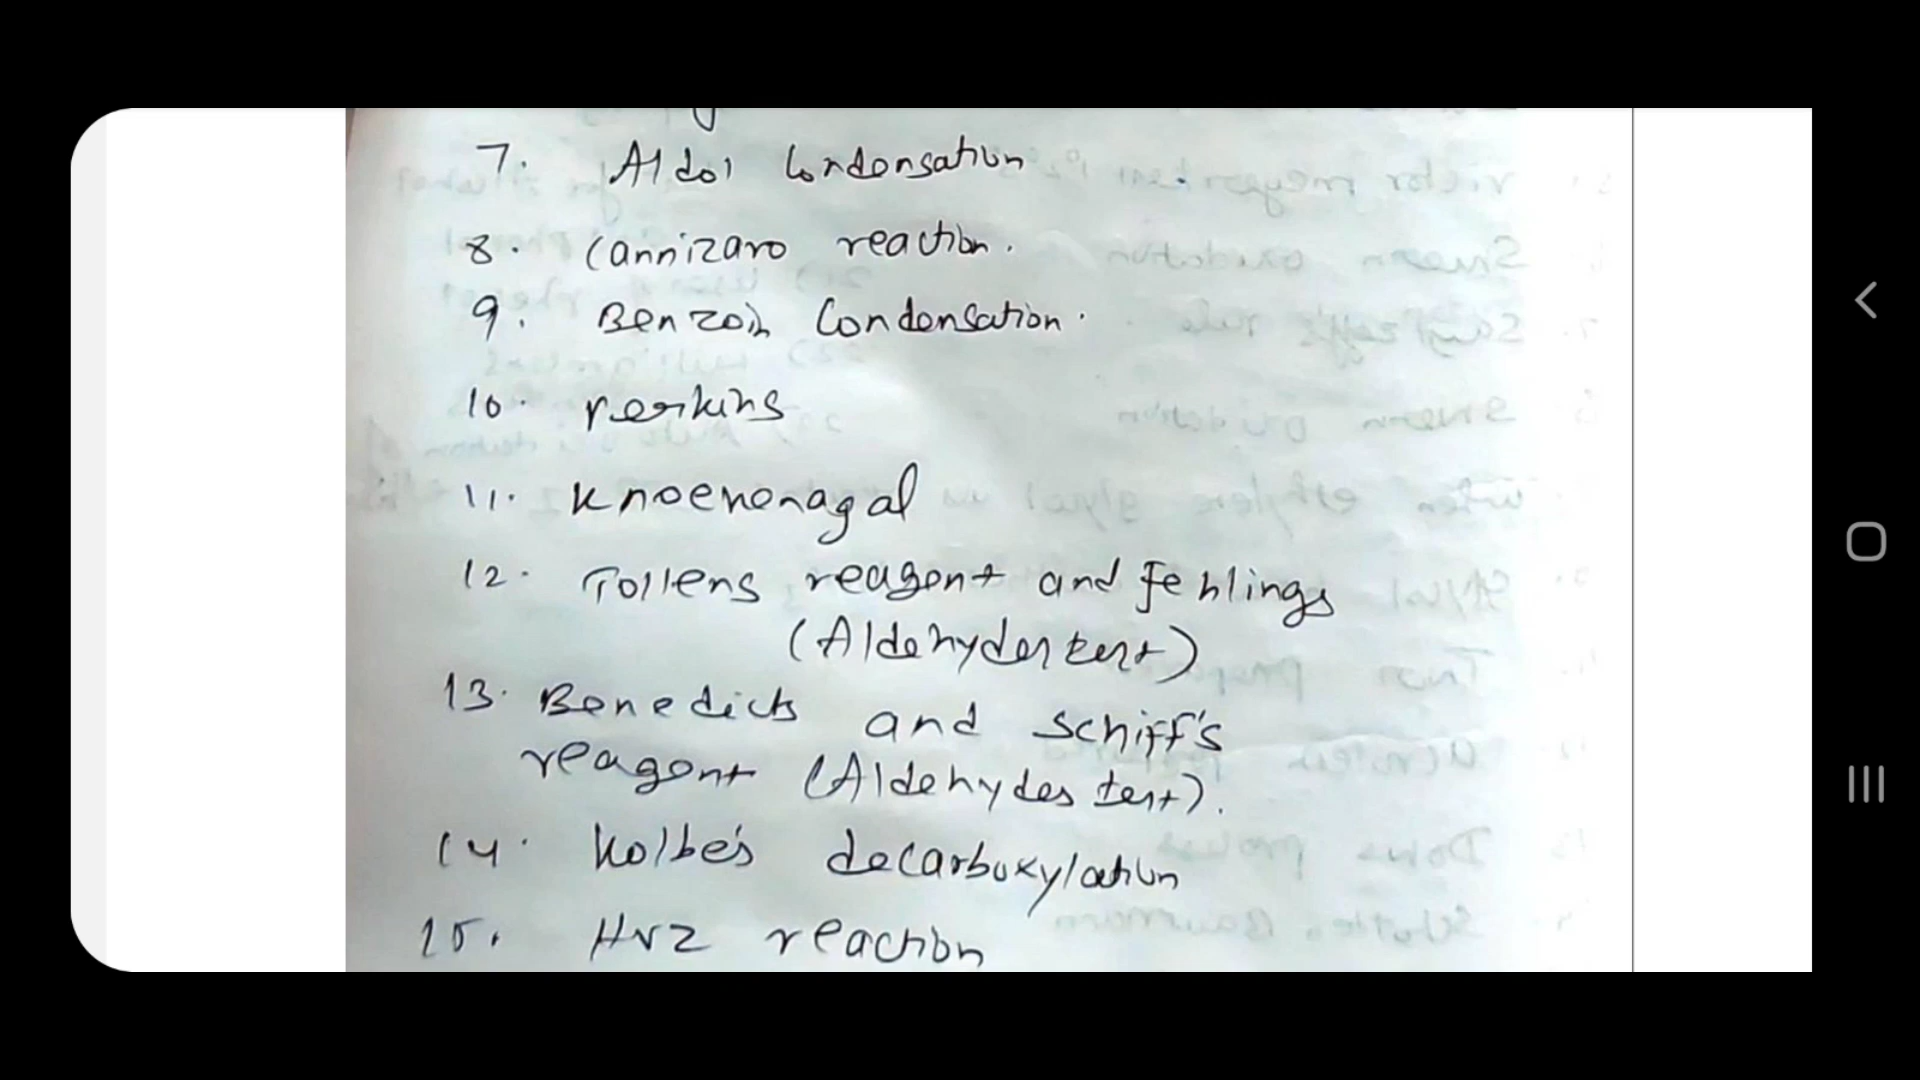 7. Aldol Condensation
8. Cannizaro reaction.
9. Benzoin Condensation.
10. perkins
11. Knoevenagal
12. Tollens reagent and Fehlings
(Aldehydes test)
13. Benedicts and schiff's
reagent (Aldehydes test).
14. Kolbe's decarboxylation
15. HVZ reaction